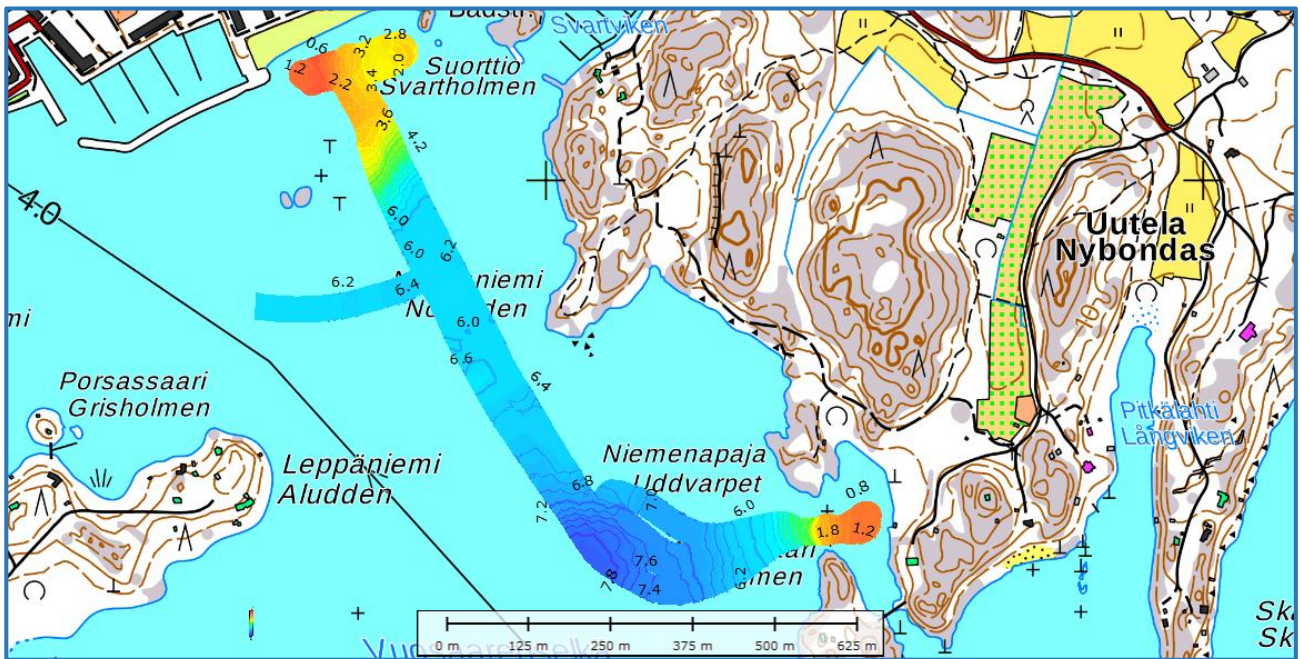 Svartviken
0.6
3.2
2.8
1.2
2.2
3.4
2.0
Suorttio
Svartholmen
3.6
4.2
4.0
6.0
6.0
6.2
6.2
6.4
niemi
den
6.0
6.6
6.4
Uutela
Nybondas
10
Porsassaari
Grisholmen
Pitkälahti
Långviken
Leppäniemi
Aludden
Niemenapaja
Uddvarpet
6.8
7.2
7.0
6.0
0.8
1.8
1.2
7.6
7.8
7.4
6.2
men
0 m
125 m
250 m
375 m
500 m
625 m